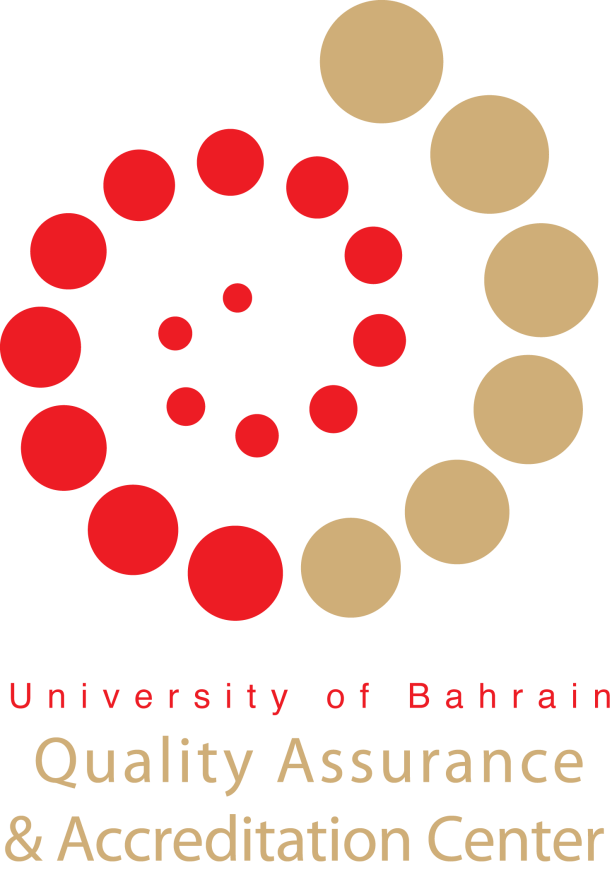 University of Bahrain
Quality Assurance
& Accreditation Center